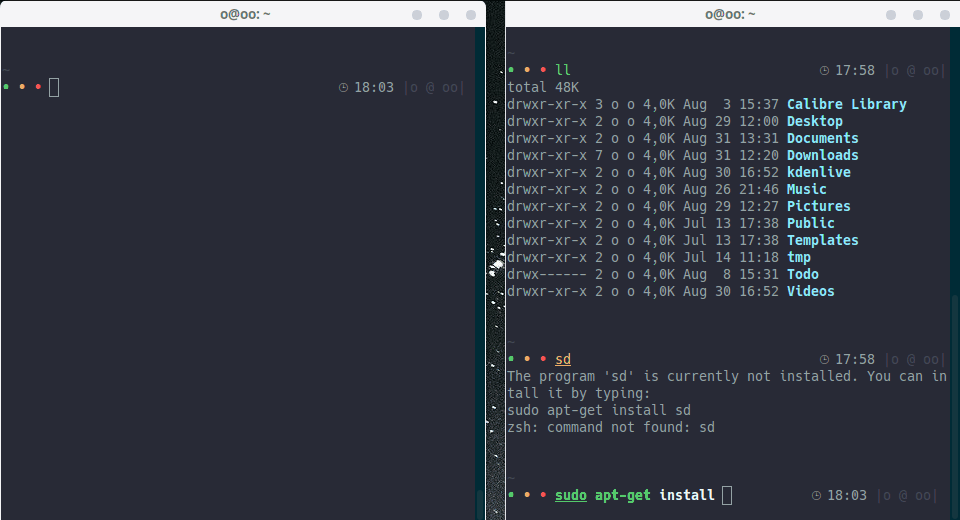 o@oo: ~
~
• • • 18:03 |o @ oo|
o@oo: ~
~
• • • ll 17:58 |o @ oo|
total 48K
drwxr-xr-x 3 o o 4,0K Aug  3 15:37 Calibre Library
drwxr-xr-x 2 o o 4,0K Aug 29 12:00 Desktop
drwxr-xr-x 2 o o 4,0K Aug 31 13:31 Documents
drwxr-xr-x 7 o o 4,0K Aug 31 12:20 Downloads
drwxr-xr-x 2 o o 4,0K Aug 30 16:52 kdenlive
drwxr-xr-x 2 o o 4,0K Aug 26 21:46 Music
drwxr-xr-x 2 o o 4,0K Aug 29 12:27 Pictures
drwxr-xr-x 2 o o 4,0K Jul 13 17:38 Public
drwxr-xr-x 2 o o 4,0K Jul 13 17:38 Templates
drwxr-xr-x 2 o o 4,0K Jul 14 11:18 tmp
drwx------ 2 o o 4,0K Aug  8 15:31 Todo
drwxr-xr-x 2 o o 4,0K Aug 30 16:52 Videos
~
• • • sd 17:58 |o @ oo|
The program 'sd' is currently not installed. You can in
tall it by typing:
sudo apt-get install sd
zsh: command not found: sd
~
• • • sudo apt-get install 18:03 |o @ oo|